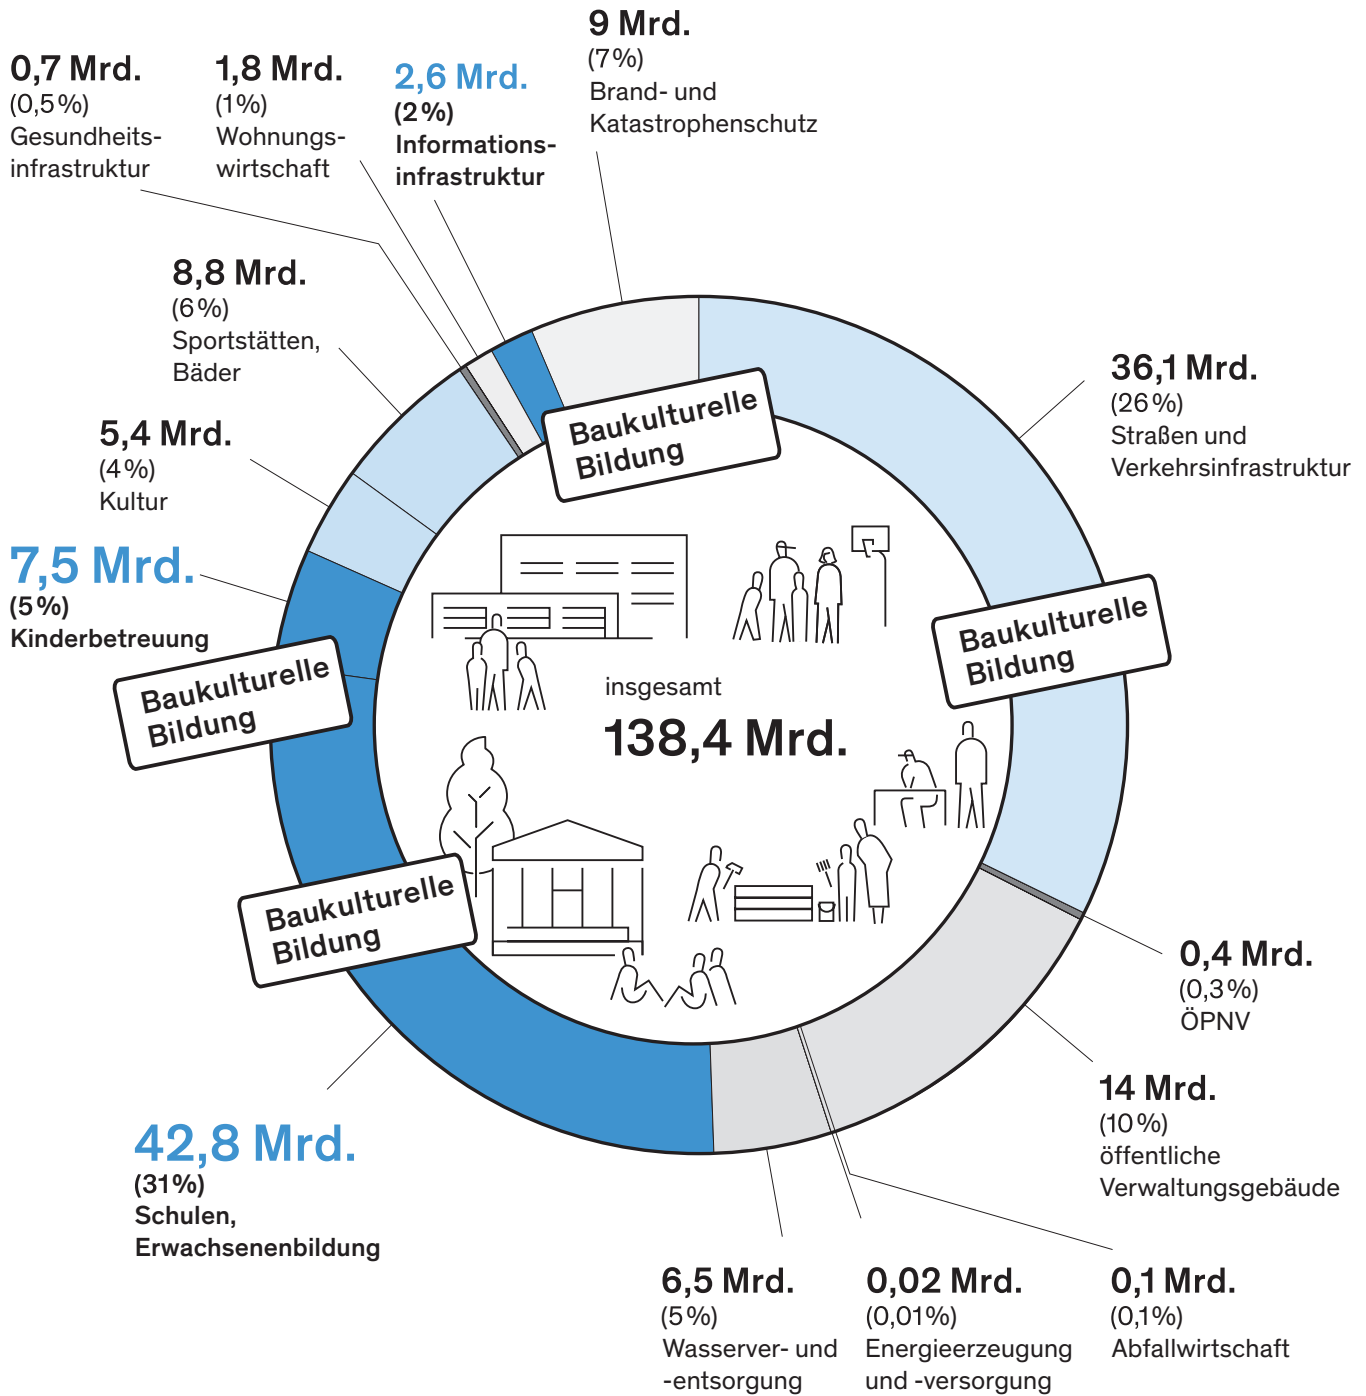 9 Mrd.
(7%)
Brand- und
Katastrophenschutz
0,7 Mrd.
(0,5%)
Gesundheits-
infrastruktur
1,8 Mrd.
(1%)
Wohnungs-
wirtschaft
2,6 Mrd.
(2%)
Informations-
infrastruktur
8,8 Mrd.
(6%)
Sportstätten,
Bäder
5,4 Mrd.
(4%)
Kultur
7,5 Mrd.
(5%)
Kinderbetreuung
36,1 Mrd.
(26%)
Straßen und
Verkehrsinfrastruktur
Baukulturelle
Bildung
Baukulturelle
Bildung
Baukulturelle
Bildung
Baukulturelle
Bildung
insgesamt
138,4 Mrd.
0,4 Mrd.
(0,3%)
ÖPNV
14 Mrd.
(10%)
öffentliche
Verwaltungsgebäude
42,8 Mrd.
(31%)
Schulen,
Erwachsenenbildung
6,5 Mrd.
(5%)
Wasserver- und
-entsorgung
0,02 Mrd.
(0,01%)
Energieerzeugung
und -versorgung
0,1 Mrd.
(0,1%)
Abfallwirtschaft